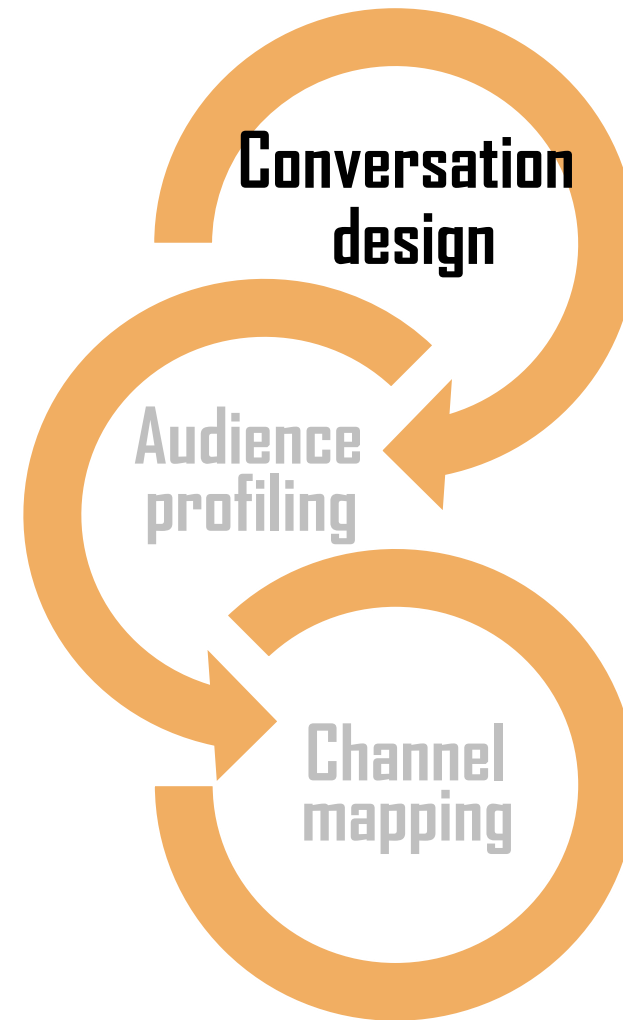 Conversation
design
Audience
profiling
Channel
mapping